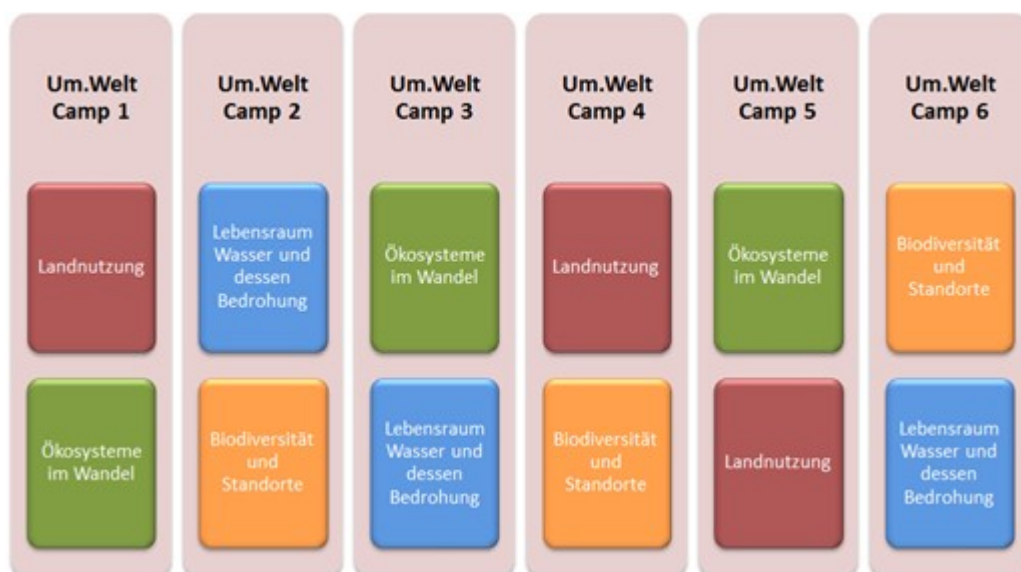 Um.Welt
Camp 1
Um.Welt
Camp 2
Um.Welt
Camp 3
Um.Welt
Camp 4
Um.Welt
Camp 5
Um.Welt
Camp 6
Landnutzung
Lebensraum
Wasser und
dessen
Bedrohung
Ökosysteme
im Wandel
Landnutzung
Ökosysteme
im Wandel
Biodiversität
und
Standorte
Ökosysteme
im Wandel
Biodiversität
und
Standorte
Lebensraum
Wasser und
dessen
Bedrohung
Biodiversität
und
Standorte
Landnutzung
Lebensraum
Wasser und
dessen
Bedrohung